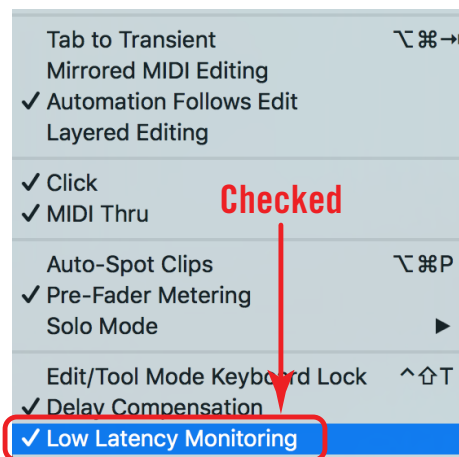 Tab to Transient ⌥⌘→
Mirrored MIDI Editing
✓ Automation Follows Edit
Layered Editing
✓ Click
✓ MIDI Thru
Checked
Auto-Spot Clips ⌥⌘P
✓ Pre-Fader Metering
Solo Mode ▶
Edit/Tool Mode Keyboard Lock ^⇧T
✓ Delay Compensation
✓ Low Latency Monitoring